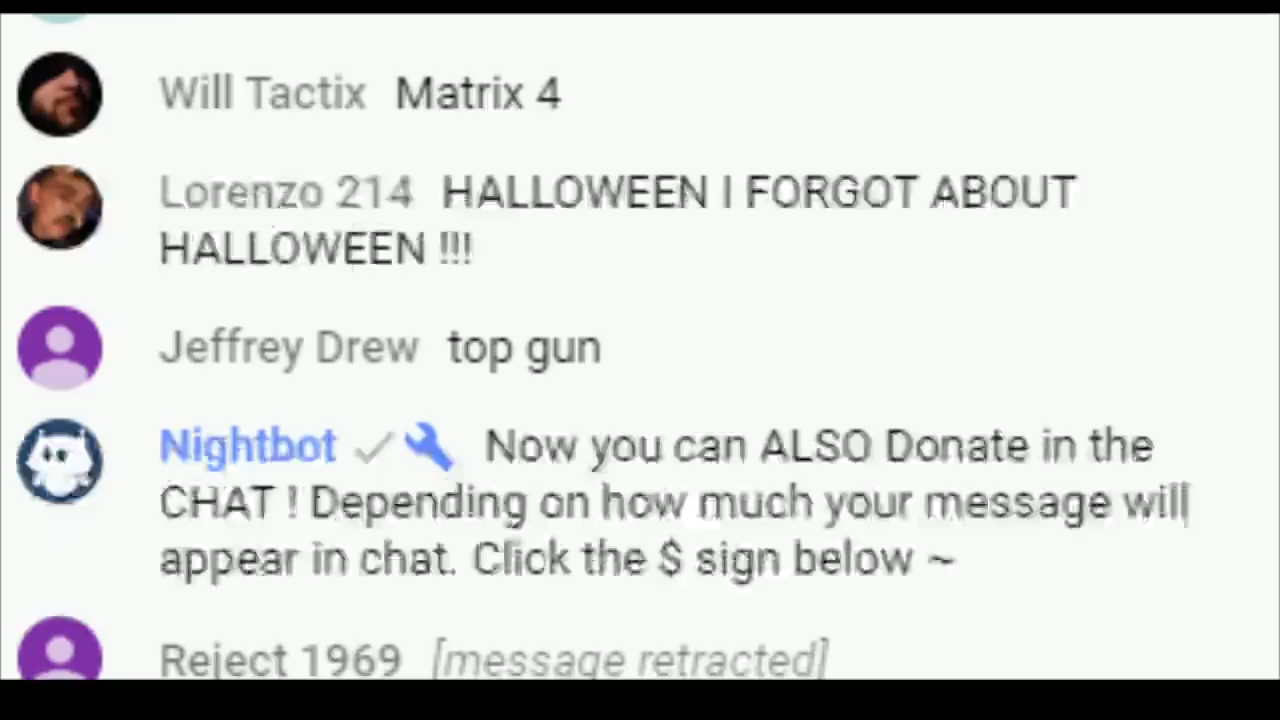 Will Tactix Matrix 4
Lorenzo 214 HALLOWEEN I FORGOT ABOUT
HALLOWEEN !!!
Jeffrey Drew top gun
Nightbot Now you can ALSO Donate in the
CHAT ! Depending on how much your message will
appear in chat. Click the $ sign below ~
Reject 1969 [message retracted]